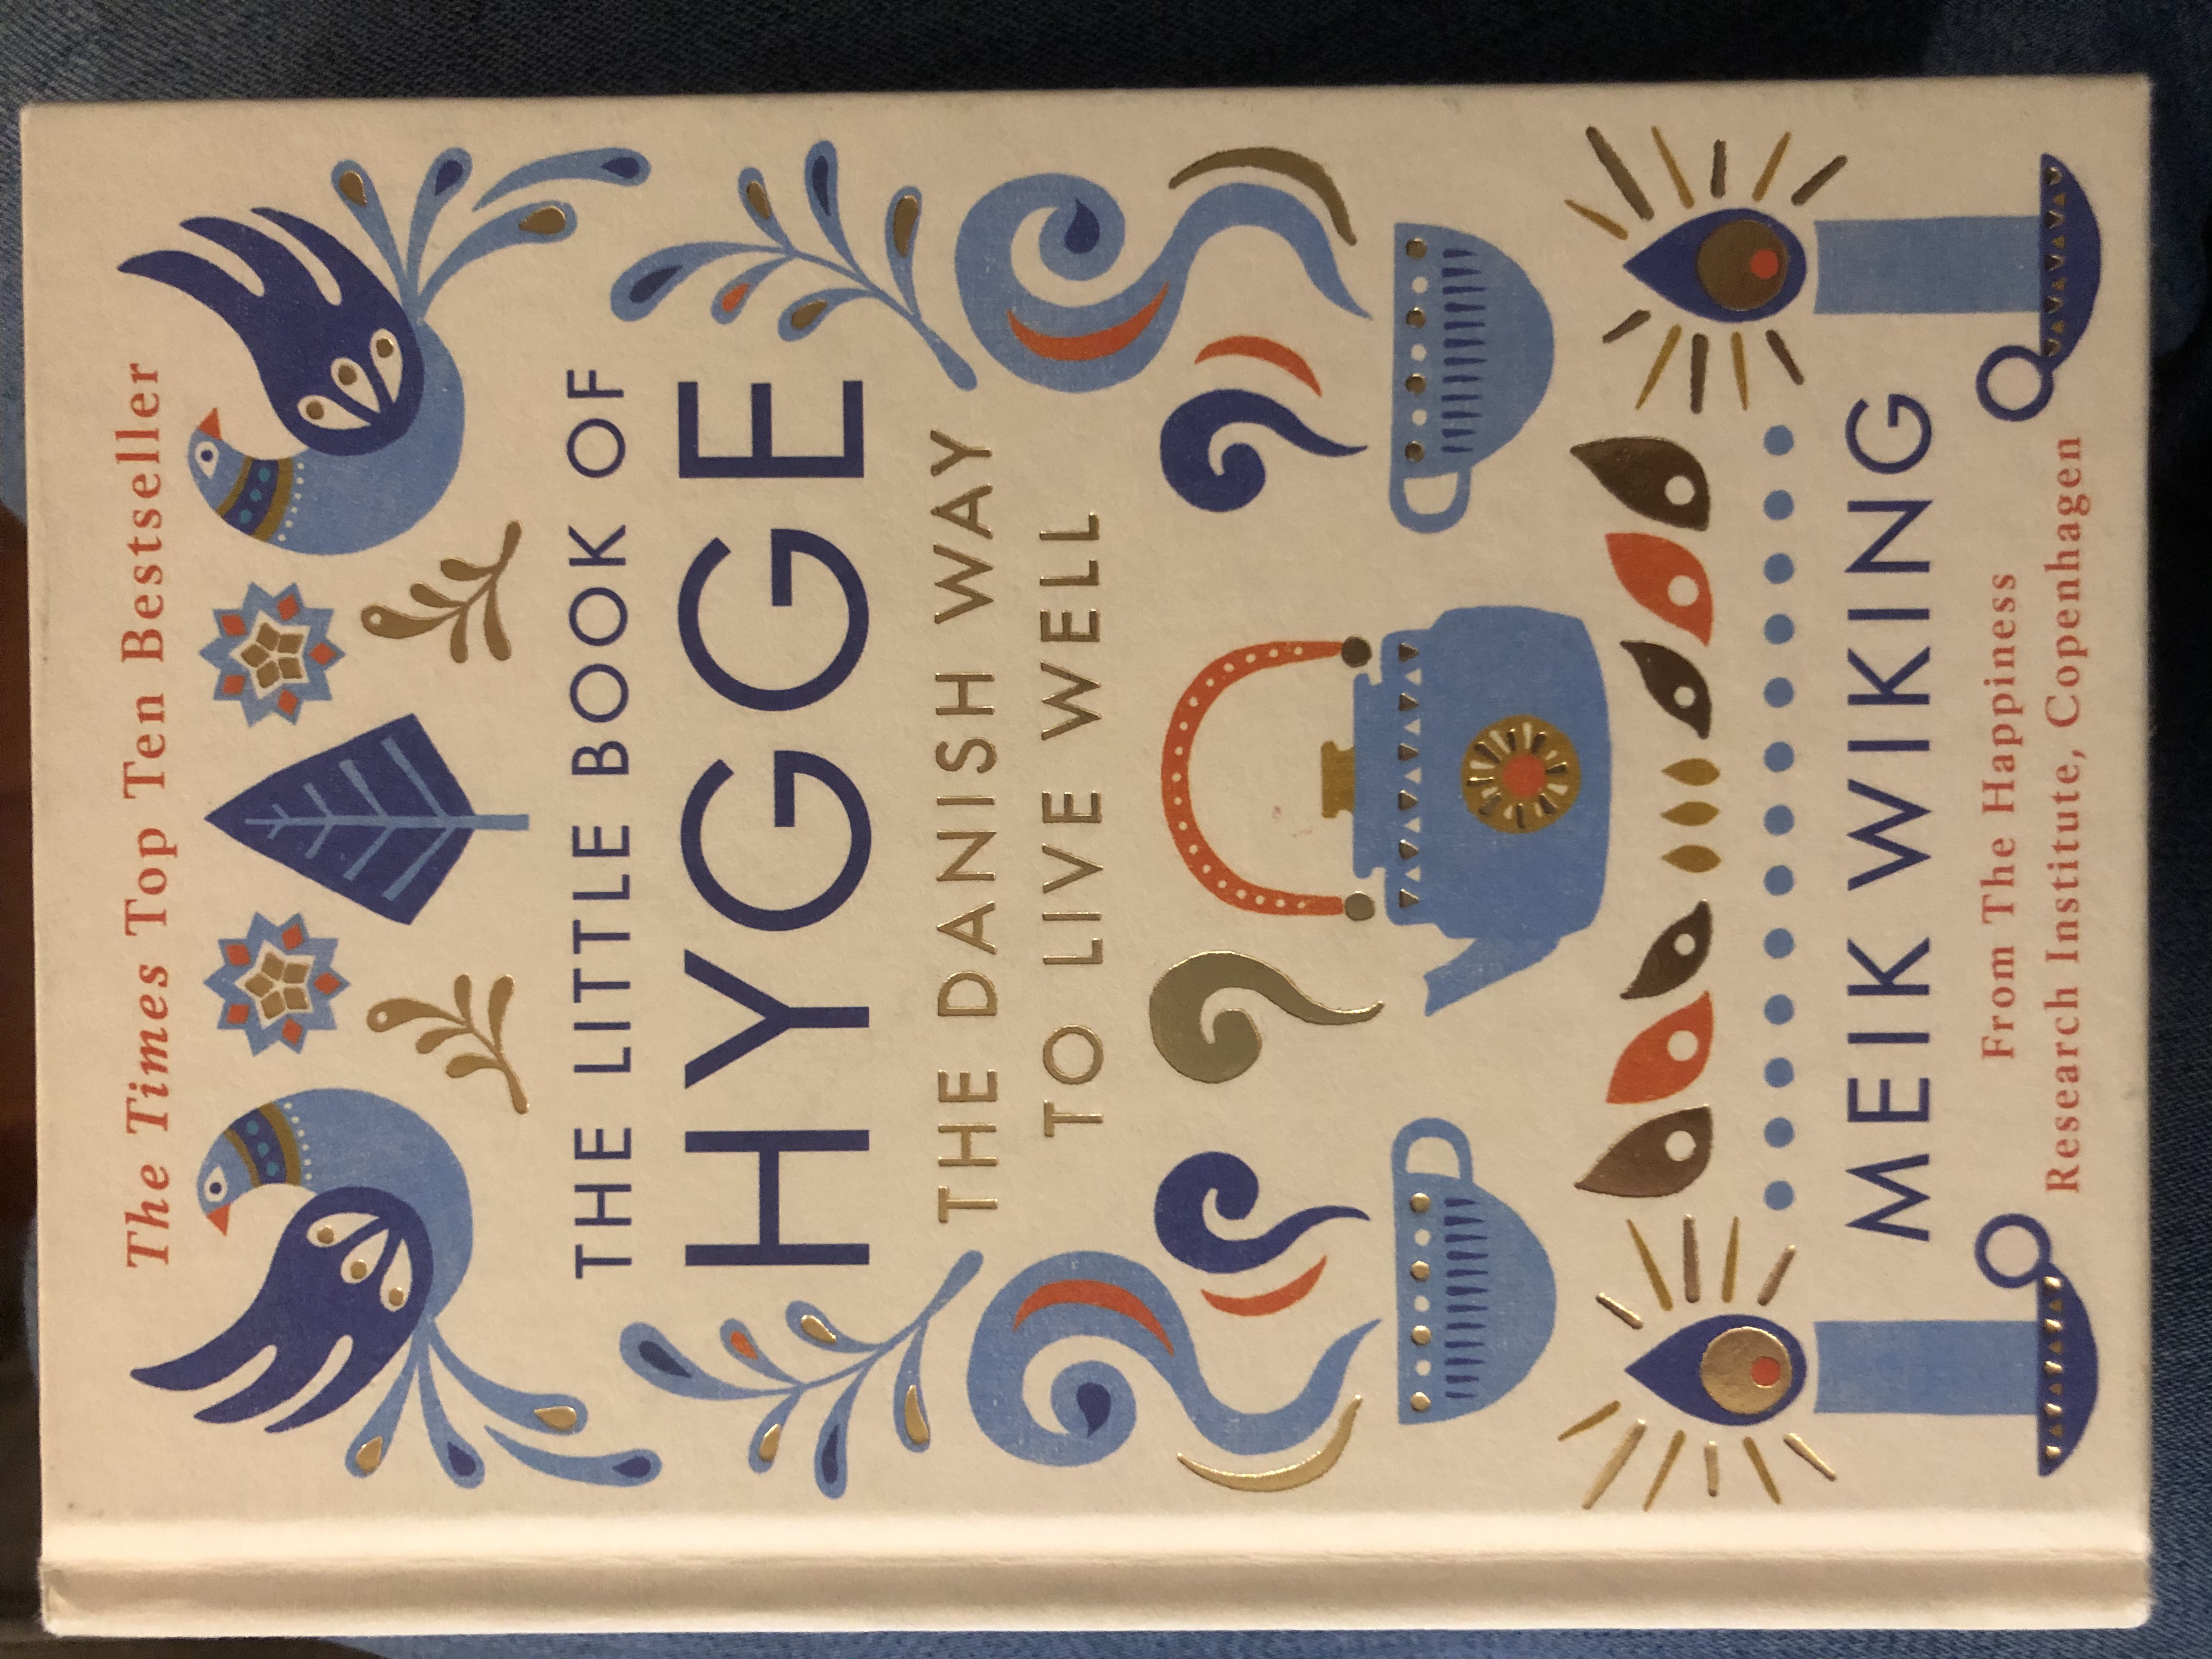 The Times Top Ten Bestseller
THE LITTLE BOOK OF
HYGGE
THE DANISH WAY
TO LIVE WELL
MEIK WIKING
From The Happiness
Research Institute, Copenhagen